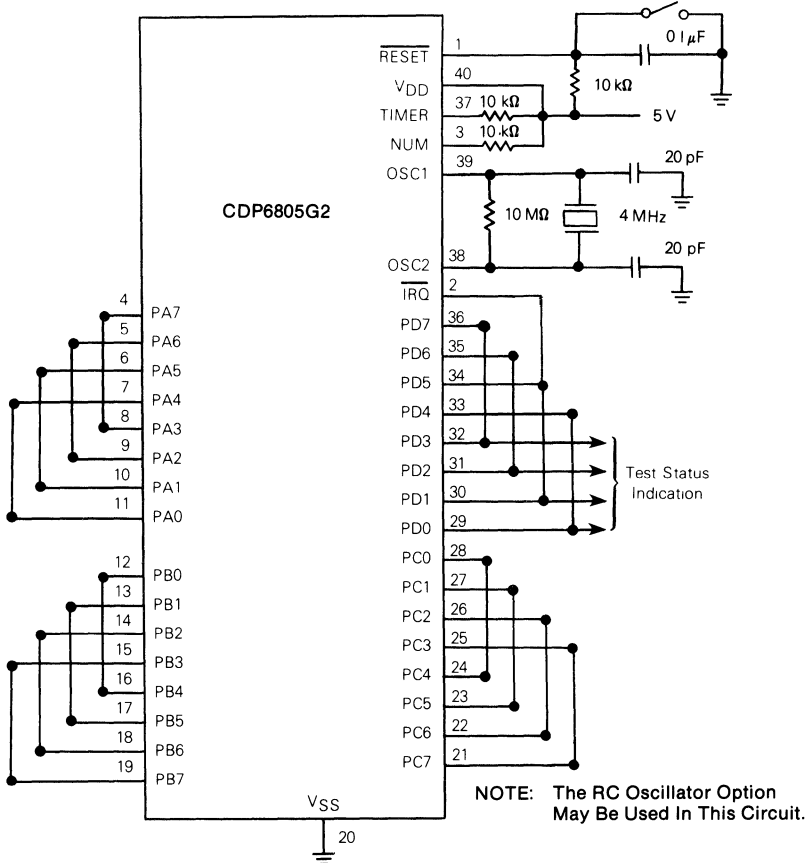 CDP6805G2
RESET 1
VDD 40
TIMER 37 10 kΩ
NUM 3 10 kΩ
OSC1 39
OSC2 38
IRQ 2
PD7 36
PD6 35
PD5 34
PD4 33
PD3 32
PD2 31
PD1 30
PD0 29
PC0 28
PC1 27
PC2 26
PC3 25
PC4 24
PC5 23
PC6 22
PC7 21
0 1 µF
10 kΩ
5 V
20 pF
10 MΩ
4 MHz
20 pF
Test Status
Indication
4 PA7
5 PA6
6 PA5
7 PA4
8 PA3
9 PA2
10 PA1
11 PA0
12 PB0
13 PB1
14 PB2
15 PB3
16 PB4
17 PB5
18 PB6
19 PB7
VSS
20
NOTE: The RC Oscillator Option
May Be Used In This Circuit.